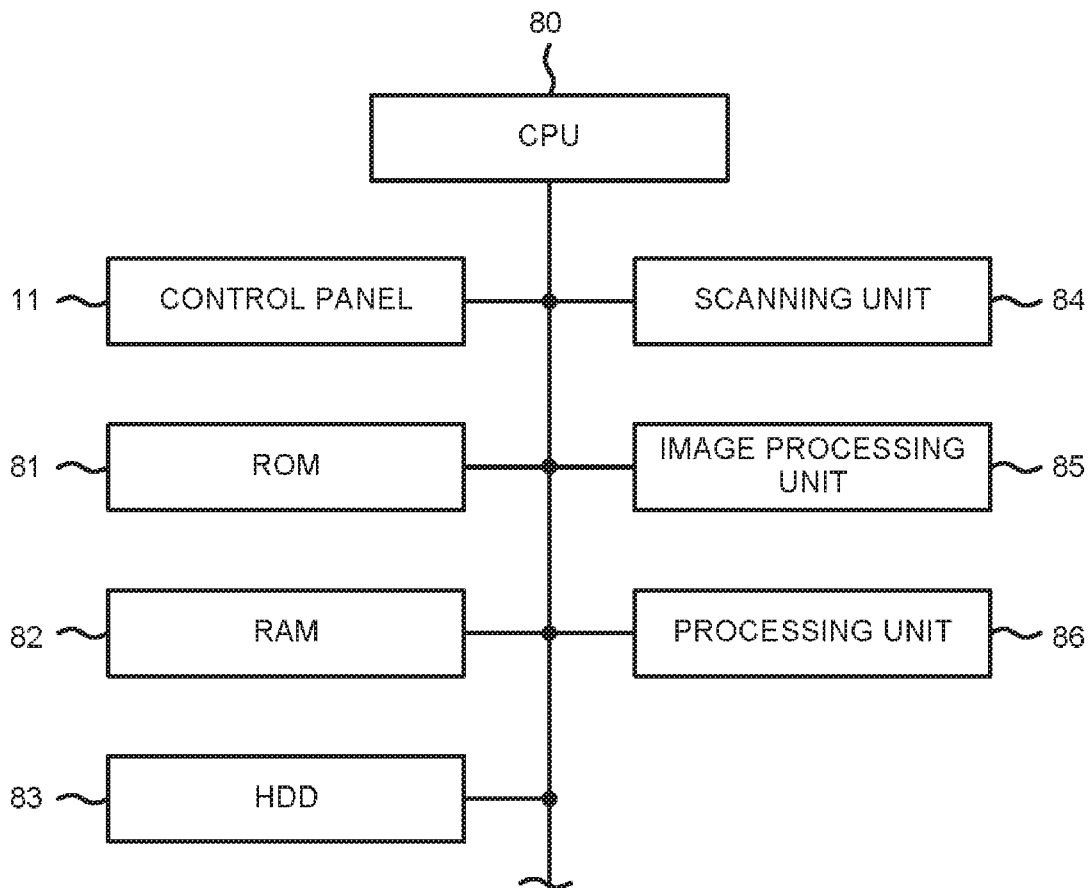 80
CPU
11 CONTROL PANEL SCANNING UNIT 84
81 ROM IMAGE PROCESSING UNIT 85
82 RAM PROCESSING UNIT 86
83 HDD